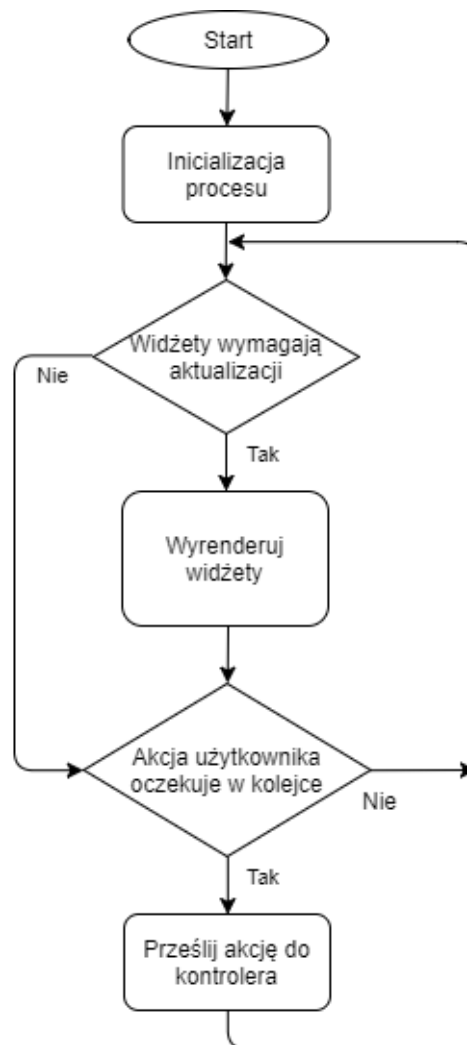 Start
Inicializacja
procesu
Widżety wymagają
aktualizacji
Nie
Tak
Wyrenderuj
widżety
Akcja użytkownika
oczekuje w kolejce
Nie
Tak
Prześlij akcję do
kontrolera